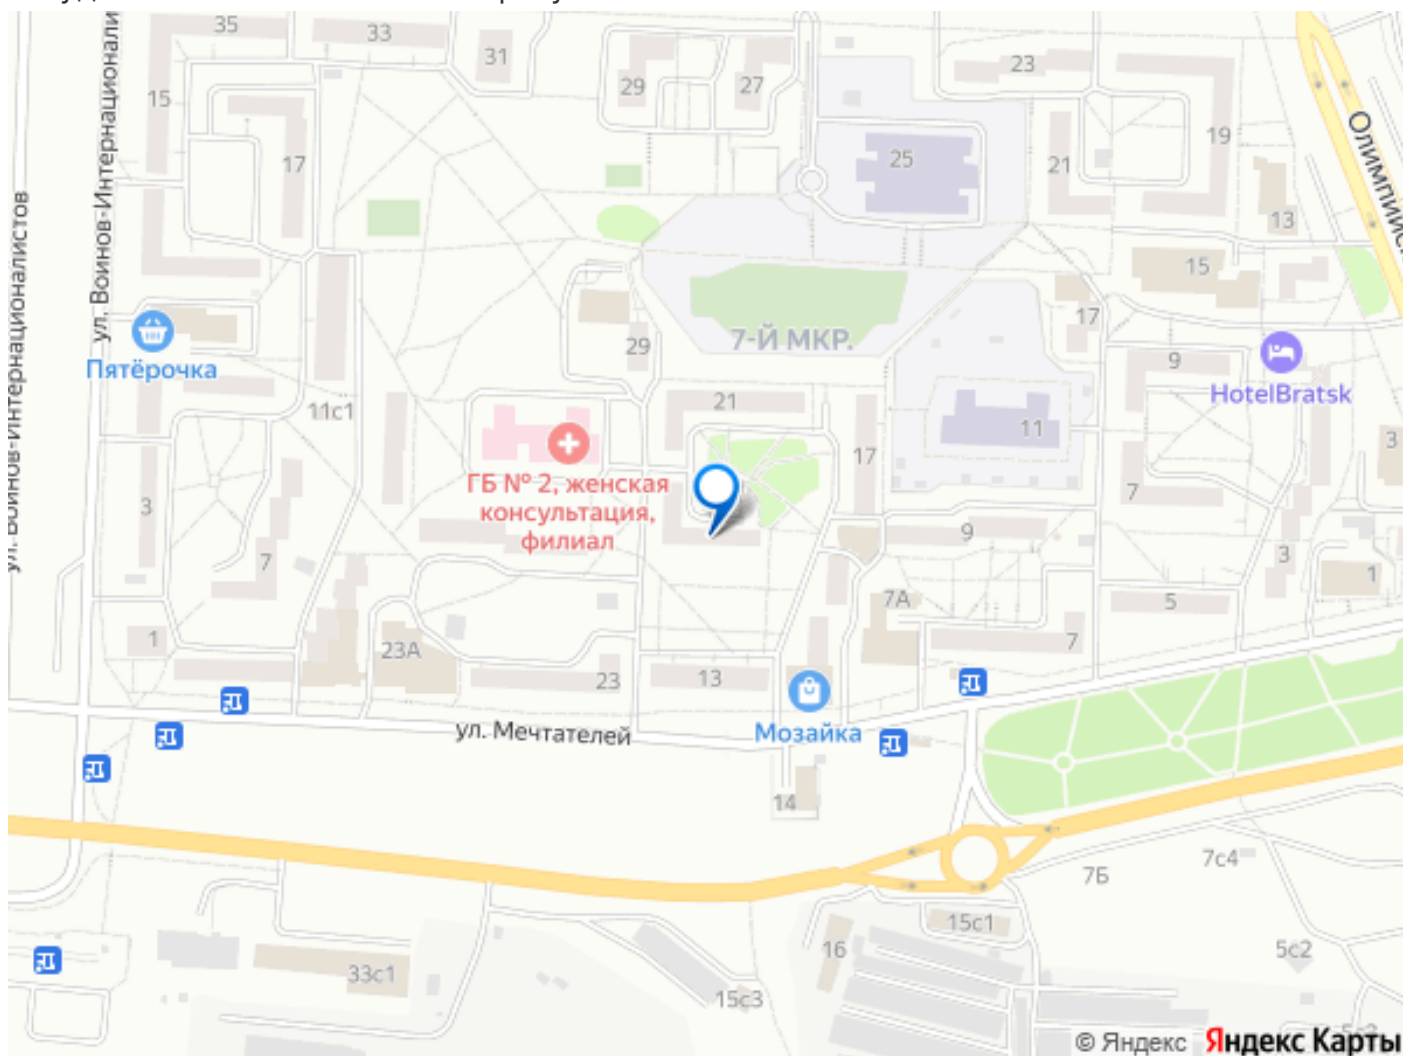 35
33
31
29
27
23
15
17
25
21
19
13
15
17
ул. Воинов-Интернационали
ул. Воинов-Интернационалистов
Олимпийс
Пятёрочка
29
7-Й МКР.
9
HotelBratsk
11с1
21
17
11
3
ГБ № 2, женская
консультация,
филиал
3
7
7
9
3
1
7А
5
1
23А
7
23
13
Мозайка
ул. Мечтателей
14
7Б
7с4
15с1
16
5с2
33с1
15с3
© Яндекс
Яндекс Карты